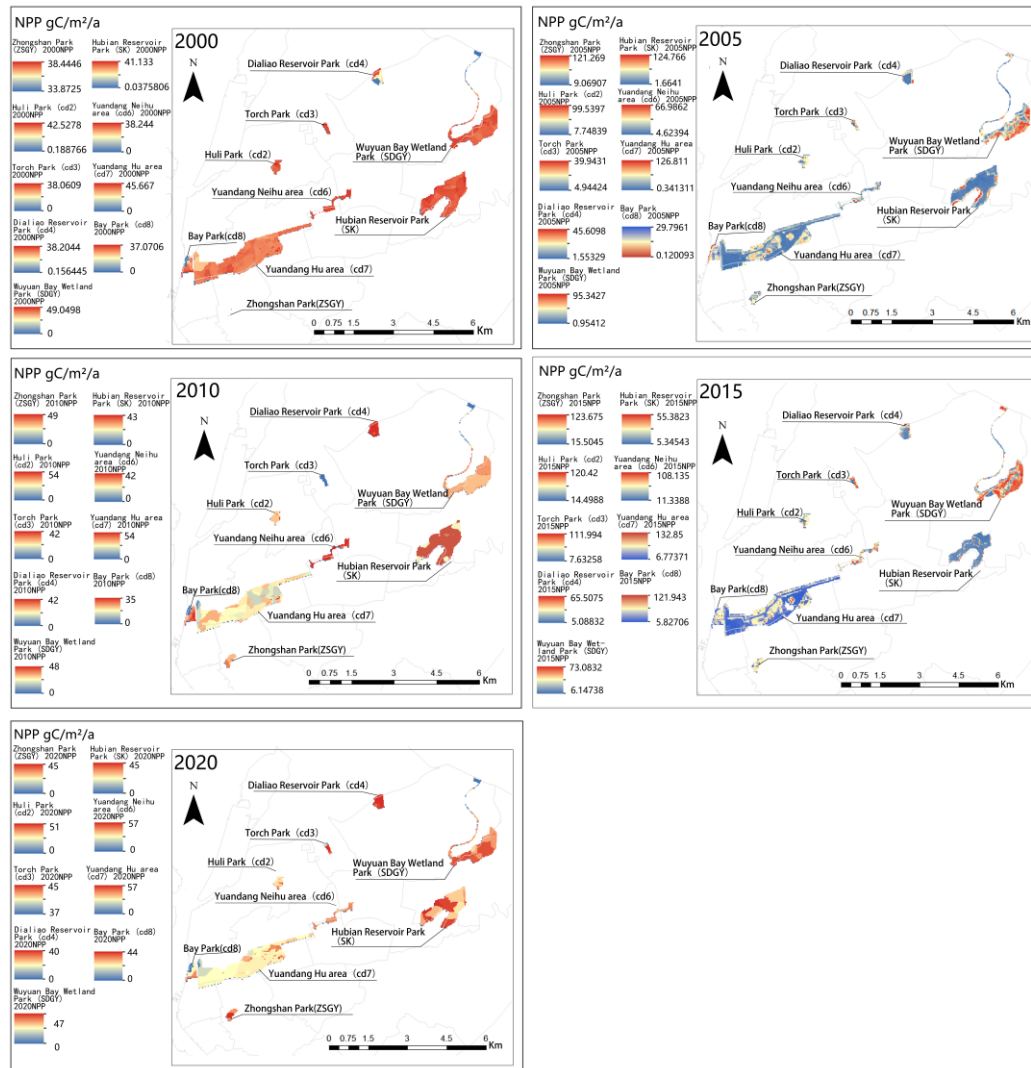 NPP gC/m²/a
2000
Zhongshan Park
(ZSGY) 2000NPP
38.4446
33.8725
Hubian Reservoir
Park (SK) 2000NPP
41.133
0.0375806
Huli Park (cd2)
2000NPP
42.5278
0.188766
Yuandang Neihu
area (cd6) 2000NPP
38.244
0
Torch Park (cd3)
2000NPP
38.0609
0
Yuandang Hu area
(cd7) 2000NPP
45.667
0
Dialiao Reservoir
Park (cd4)
2000NPP
38.2044
0.156445
Bay Park (cd8)
2000NPP
37.0706
0
Wuyuan Bay Wetland
Park (SDGY)
2000NPP
49.0498
0
N
Dialiao Reservoir Park (cd4)
Torch Park (cd3)
Huli Park (cd2)
Wuyuan Bay Wetland
Park (SDGY)
Yuandang Neihu area (cd6)
Hubian Reservoir Park
(SK)
Bay Park(cd8)
Yuandang Hu area (cd7)
Zhongshan Park(ZSGY)
0 0.75 1.5 3 4.5 6
Km
NPP gC/m²/a
2005
Zhongshan Park
(ZSGY) 2005NPP
121.269
9.06907
Hubian Reservoir
Park (SK) 2005NPP
124.766
1.6641
Huli Park (cd2)
2005NPP
99.5397
7.74839
Yuandang Neihu
area (cd6) 2005NPP
66.9862
4.62394
Torch Park
(cd3) 2005NPP
39.9431
4.94424
Yuandang Hu area
(cd7) 2005NPP
126.811
0.341311
Dialiao Reservoir
Park (cd4)
2005NPP
45.6098
1.55329
Bay Park
(cd8) 2005NPP
29.7961
0.120093
Wuyuan Bay Wetland
Park (SDGY) 2005NPP
95.3427
0.95412
N
Dialiao Reservoir Park (cd4)
Torch Park (cd3)
Huli Park (cd2)
Wuyuan Bay Wetland
Park (SDGY)
Yuandang Neihu area (cd6)
Hubian Reservoir Park
(SK)
Bay Park(cd8)
Yuandang Hu area (cd7)
Zhongshan Park(ZSGY)
0 0.75 1.5 3 4.5 6
Km
NPP gC/m²/a
2010
Zhongshan Park
(ZSGY) 2010NPP
49
0
Hubian Reservoir
Park (SK) 2010NPP
43
0
Huli Park
(cd2) 2010NPP
54
0
Yuandang Neihu
area (cd6)
2010NPP
42
0
Torch Park
(cd3) 2010NPP
42
0
Yuandang Hu area
(cd7) 2010NPP
54
0
Dialiao Reservoir
Park (cd4)
2010NPP
42
0
Bay Park (cd8)
2010NPP
35
0
Wuyuan Bay Wetland
Park (SDGY)
2010NPP
48
0
N
Dialiao Reservoir Park (cd4)
Torch Park (cd3)
Huli Park (cd2)
Wuyuan Bay Wetland
Park (SDGY)
Yuandang Neihu area (cd6)
Hubian Reservoir Park
(SK)
Bay Park(cd8)
Yuandang Hu area (cd7)
Zhongshan Park(ZSGY)
0 0.75 1.5 3 4.5 6
Km
NPP gC/m²/a
2015
Zhongshan Park
(ZSGY) 2015NPP
123.675
15.5045
Hubian Reservoir
Park (SK) 2015NPP
55.3823
5.34543
Huli Park (cd2)
2015NPP
120.42
14.4988
Yuandang Neihu
area (cd6) 2015NPP
108.135
11.3388
Torch Park (cd3)
2015NPP
111.994
7.63258
Yuandang Hu area
(cd7) 2015NPP
132.85
6.77371
Dialiao Reservoir
Park (cd4)
2015NPP
65.5075
5.08832
Bay Park (cd8)
2015NPP
121.943
5.82706
Wuyuan Bay Wet-
land Park (SDGY)
2015NPP
73.0832
6.14738
N
Dialiao Reservoir Park (cd4)
Torch Park (cd3)
Huli Park (cd2)
Wuyuan Bay Wetland
Park (SDGY)
Yuandang Neihu area
(cd6)
Hubian Reservoir Park
(SK)
Bay Park(cd8)
Yuandang Hu area (cd7)
Zhongshan Park(ZSGY)
0 0.75 1.5 3 4.5 6
Km
NPP gC/m²/a
2020
Zhongshan Park
(ZSGY) 2020NPP
45
0
Hubian Reservoir
Park (SK) 2020NPP
45
0
Huli Park
(cd2) 2020NPP
51
0
Yuandang Neihu
area (cd6)
2020NPP
57
0
Torch Park
(cd3) 2020NPP
45
37
Yuandang Hu area
(cd7) 2020NPP
57
0
Dialiao Reservoir
Park (cd4)
2020NPP
40
0
Bay Park (cd8)
2020NPP
44
0
Wuyuan Bay Wetland
Park (SDGY) 2020NPP
47
0
N
Dialiao Reservoir Park (cd4)
Torch Park (cd3)
Huli Park (cd2)
Wuyuan Bay Wetland
Park (SDGY)
Yuandang Neihu area (cd6)
Hubian Reservoir Park
(SK)
Bay Park(cd8)
Yuandang Hu area (cd7)
Zhongshan Park(ZSGY)
0 0.75 1.5 3 4.5 6
Km